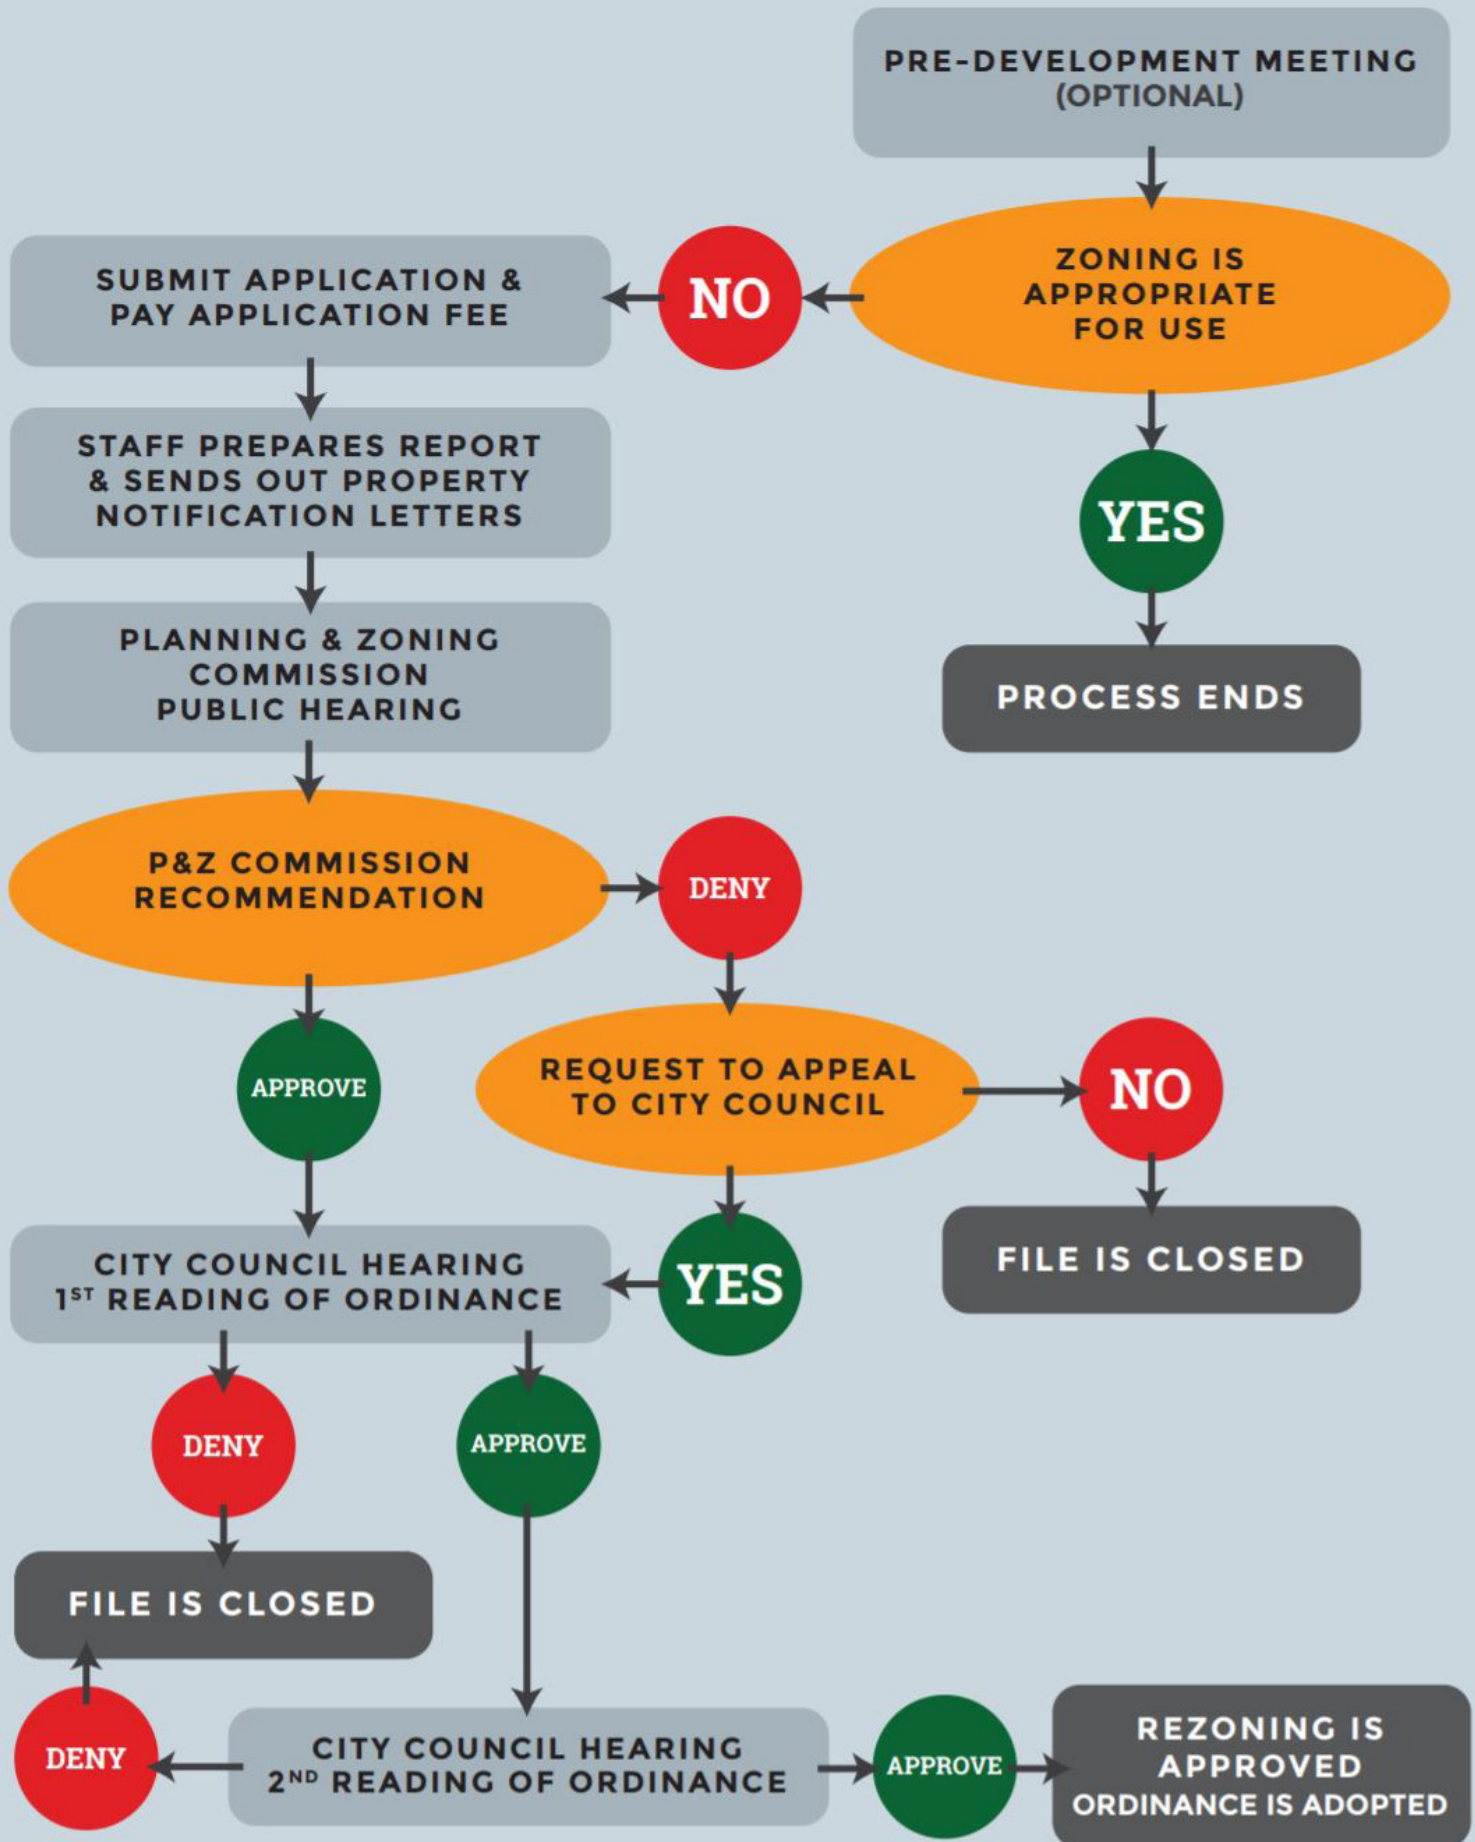 PRE-DEVELOPMENT MEETING
(OPTIONAL)
ZONING IS
APPROPRIATE
FOR USE
NO
SUBMIT APPLICATION &
PAY APPLICATION FEE
YES
PROCESS ENDS
STAFF PREPARES REPORT
& SENDS OUT PROPERTY
NOTIFICATION LETTERS
PLANNING & ZONING
COMMISSION
PUBLIC HEARING
P&Z COMMISSION
RECOMMENDATION
DENY
APPROVE
REQUEST TO APPEAL
TO CITY COUNCIL
NO
FILE IS CLOSED
YES
CITY COUNCIL HEARING
1ST READING OF ORDINANCE
DENY
APPROVE
FILE IS CLOSED
DENY
CITY COUNCIL HEARING
2ND READING OF ORDINANCE
APPROVE
REZONING IS
APPROVED
ORDINANCE IS ADOPTED